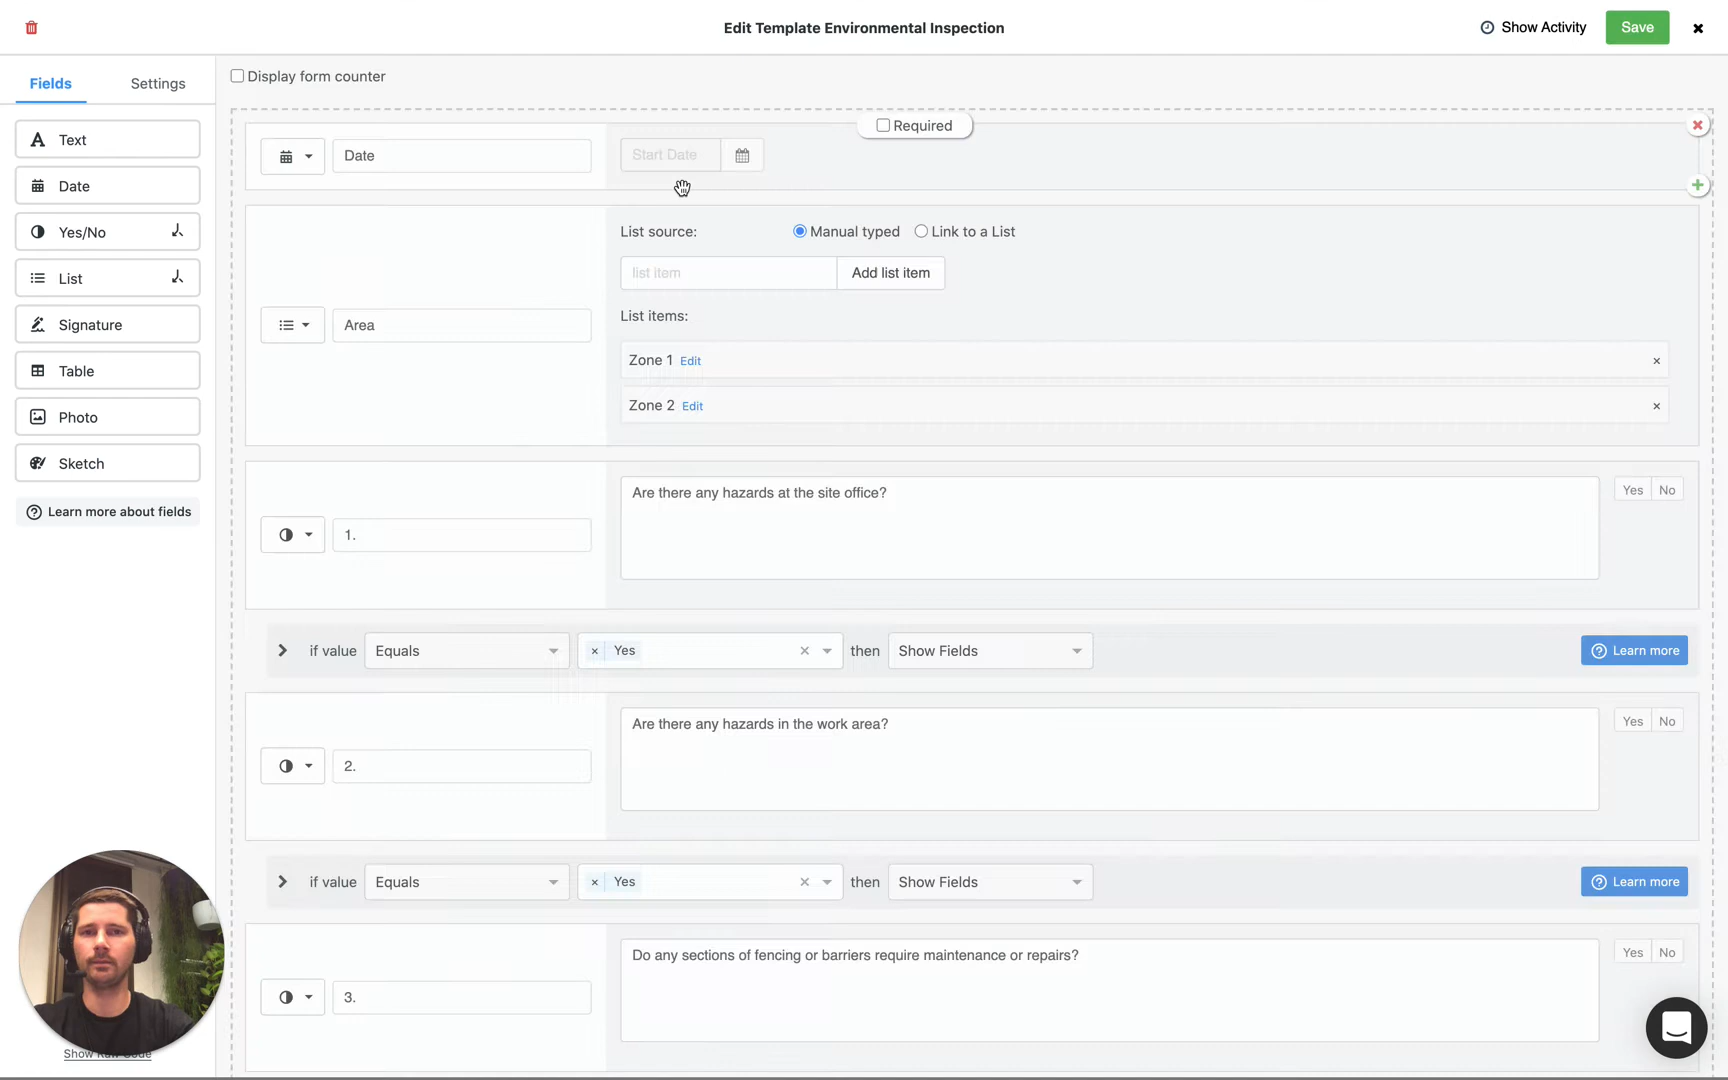 Edit Template Environmental Inspection
Show Activity
Save
Fields
Settings
Display form counter
Text
Date
Yes/No
List
Signature
Table
Photo
Sketch
Learn more about fields
Required
Date
Start Date
Area
List source:
Manual typed
Link to a List
list item
Add list item
List items:
Zone 1 Edit
Zone 2 Edit
1.
Are there any hazards at the site office?
Yes No
if value Equals × Yes then Show Fields
Learn more
2.
Are there any hazards in the work area?
Yes No
if value Equals × Yes then Show Fields
Learn more
3.
Do any sections of fencing or barriers require maintenance or repairs?
Yes No
Show Raw Code